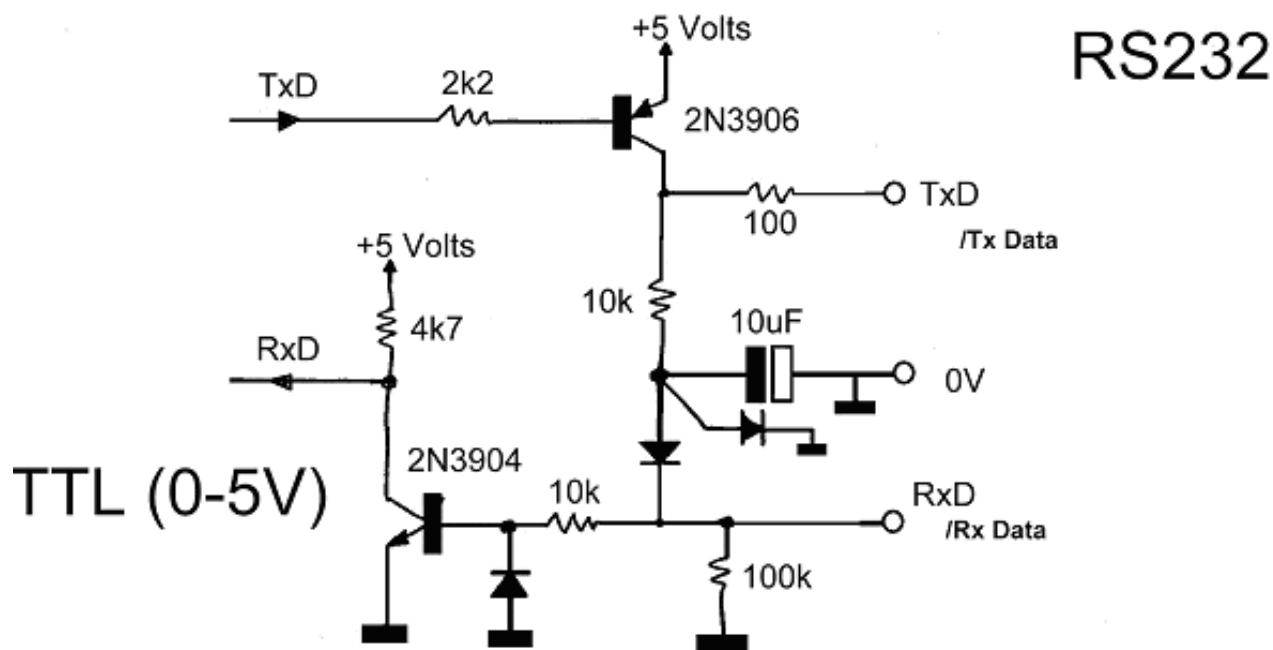 +5 Volts
RS232
TxD
2k2
2N3906
TxD
100
/Tx Data
+5 Volts
10k
4k7
10uF
RxD
0V
2N3904
TTL (0-5V)
10k
RxD
/Rx Data
100k